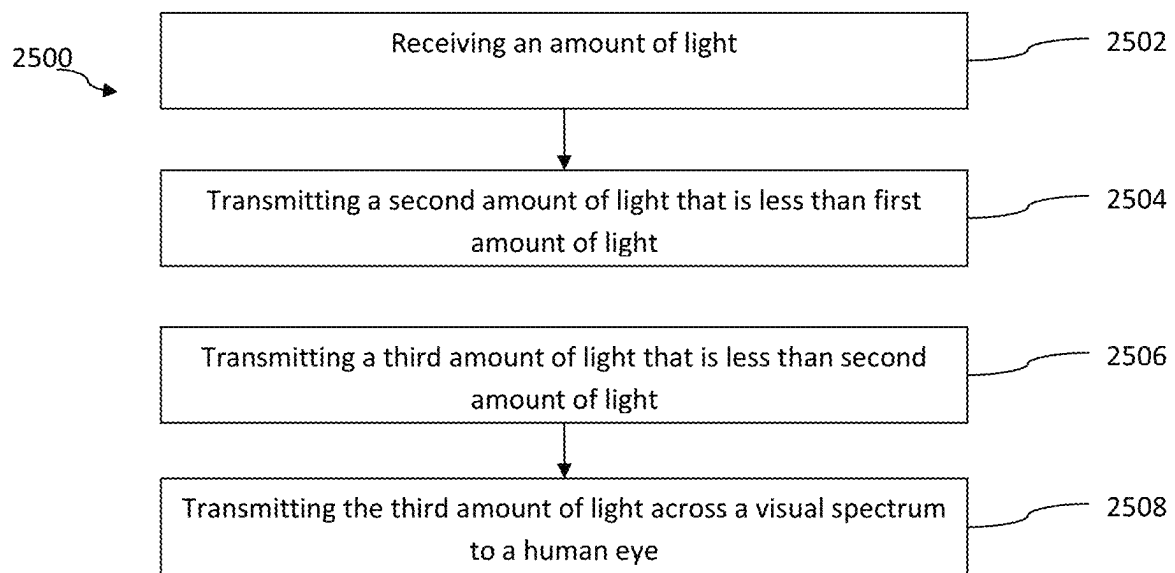 2500
Receiving an amount of light
2502
Transmitting a second amount of light that is less than first
amount of light
2504
Transmitting a third amount of light that is less than second
amount of light
2506
Transmitting the third amount of light across a visual spectrum
to a human eye
2508